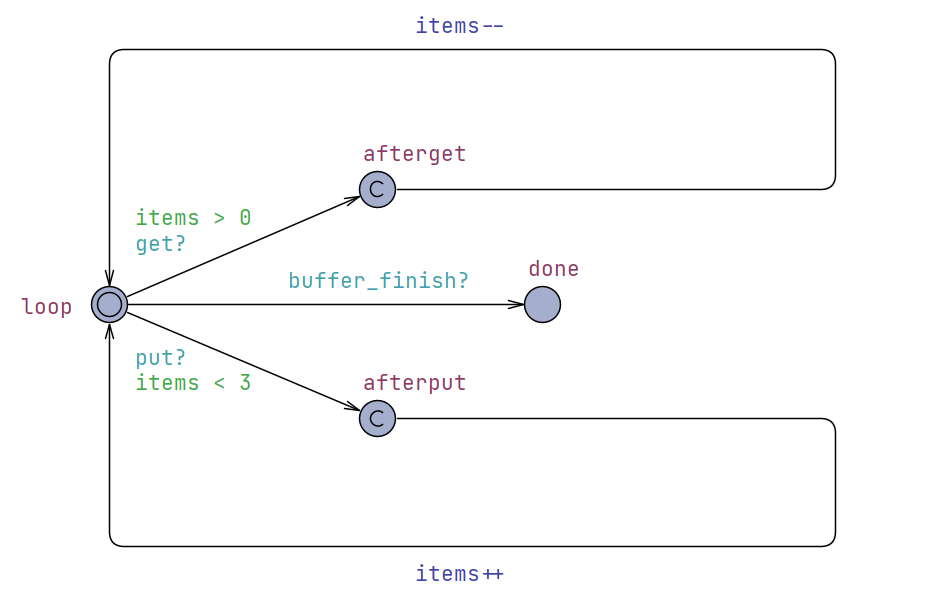 items--
afterget
C
items > 0
get?
buffer_finish?
done
loop
put?
items < 3
afterput
C
items++